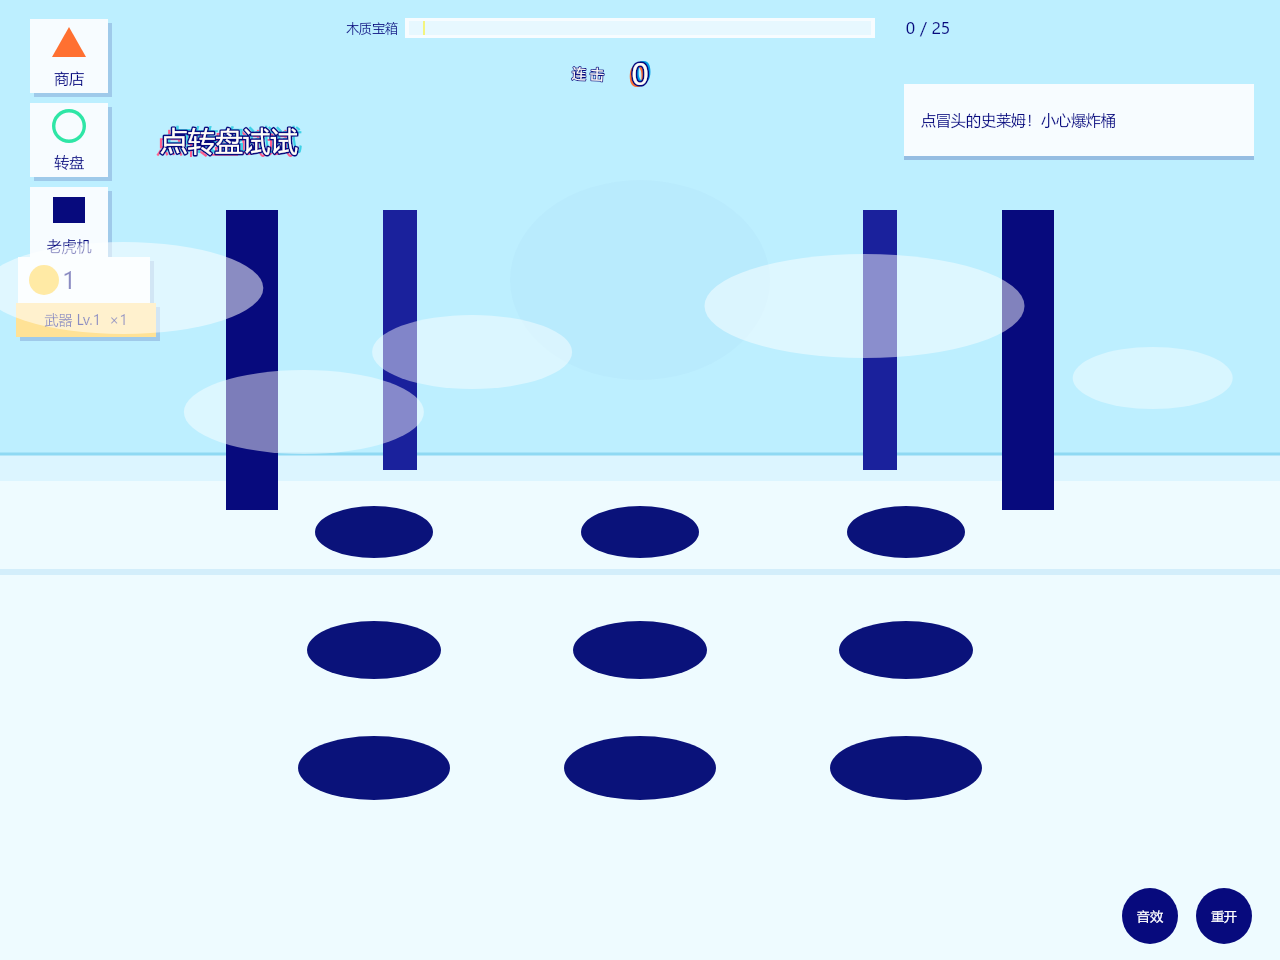 木质宝箱
0 / 25
连击 0
商店
点冒头的史莱姆！小心爆炸桶
点转盘试试
转盘
老虎机
1
武器 Lv.1 ×1
音效
重开